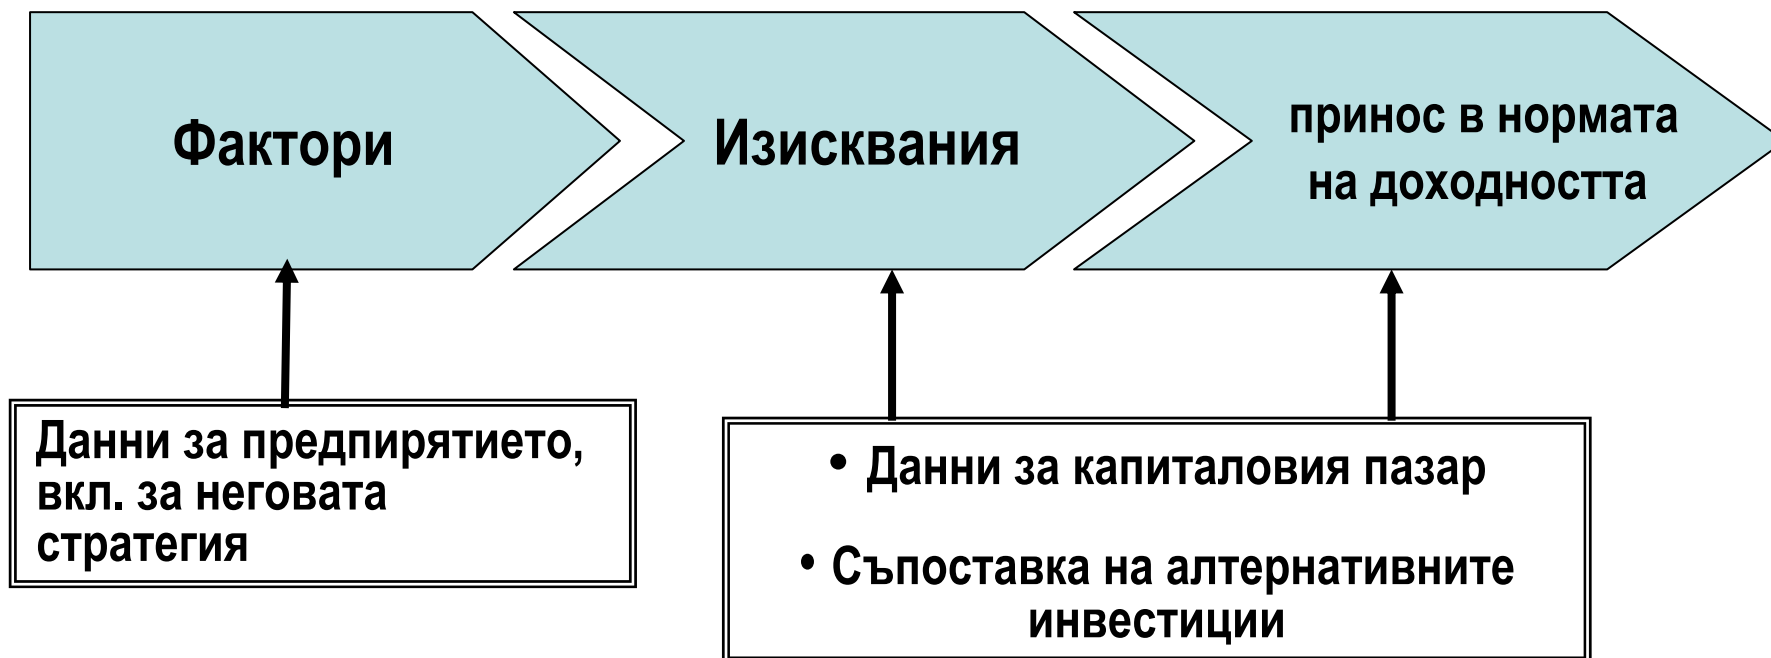 Фактори
Изисквания
принос в нормата
на доходността
Данни за предпирятието,
вкл. за неговата
стратегия
• Данни за капиталовия пазар
• Съпоставка на алтернативните
инвестиции